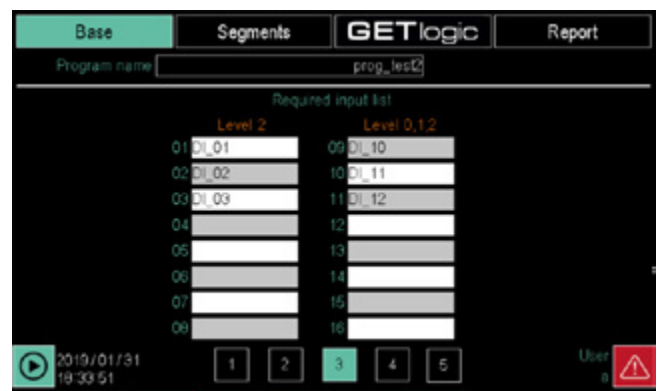 Base Segments GETlogic Report
Program name prog_test2
Required input list
Level 2 Level 0,1,2
01 DI_01 09 DI_10
02 DI_02 10 DI_11
03 DI_03 11 DI_12
04 12
05 13
06 14
07 15
08 16
2019/01/31 1 2 3 4 5 User
18:33:51 8